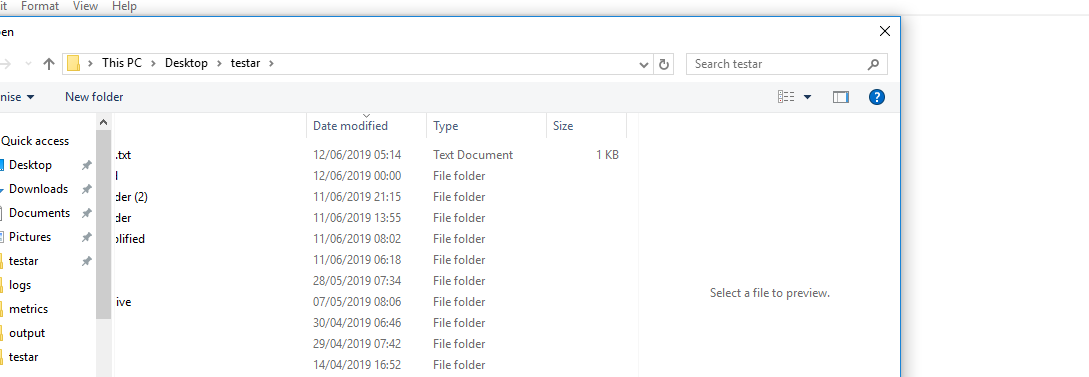 it Format View Help
en
This PC Desktop testar Search testar
nise New folder
Date modified Type Size
Quick access
.txt 12/06/2019 05:14 Text Document 1 KB
Desktop
l 12/06/2019 00:00 File folder
Downloads
der (2) 11/06/2019 21:15 File folder
Documents
der 11/06/2019 13:55 File folder
Pictures
plified 11/06/2019 08:02 File folder
testar
11/06/2019 06:18 File folder
logs
28/05/2019 07:34 File folder
Select a file to preview.
ive 07/05/2019 08:06 File folder
metrics
30/04/2019 06:46 File folder
output
29/04/2019 07:42 File folder
testar
14/04/2019 16:52 File folder